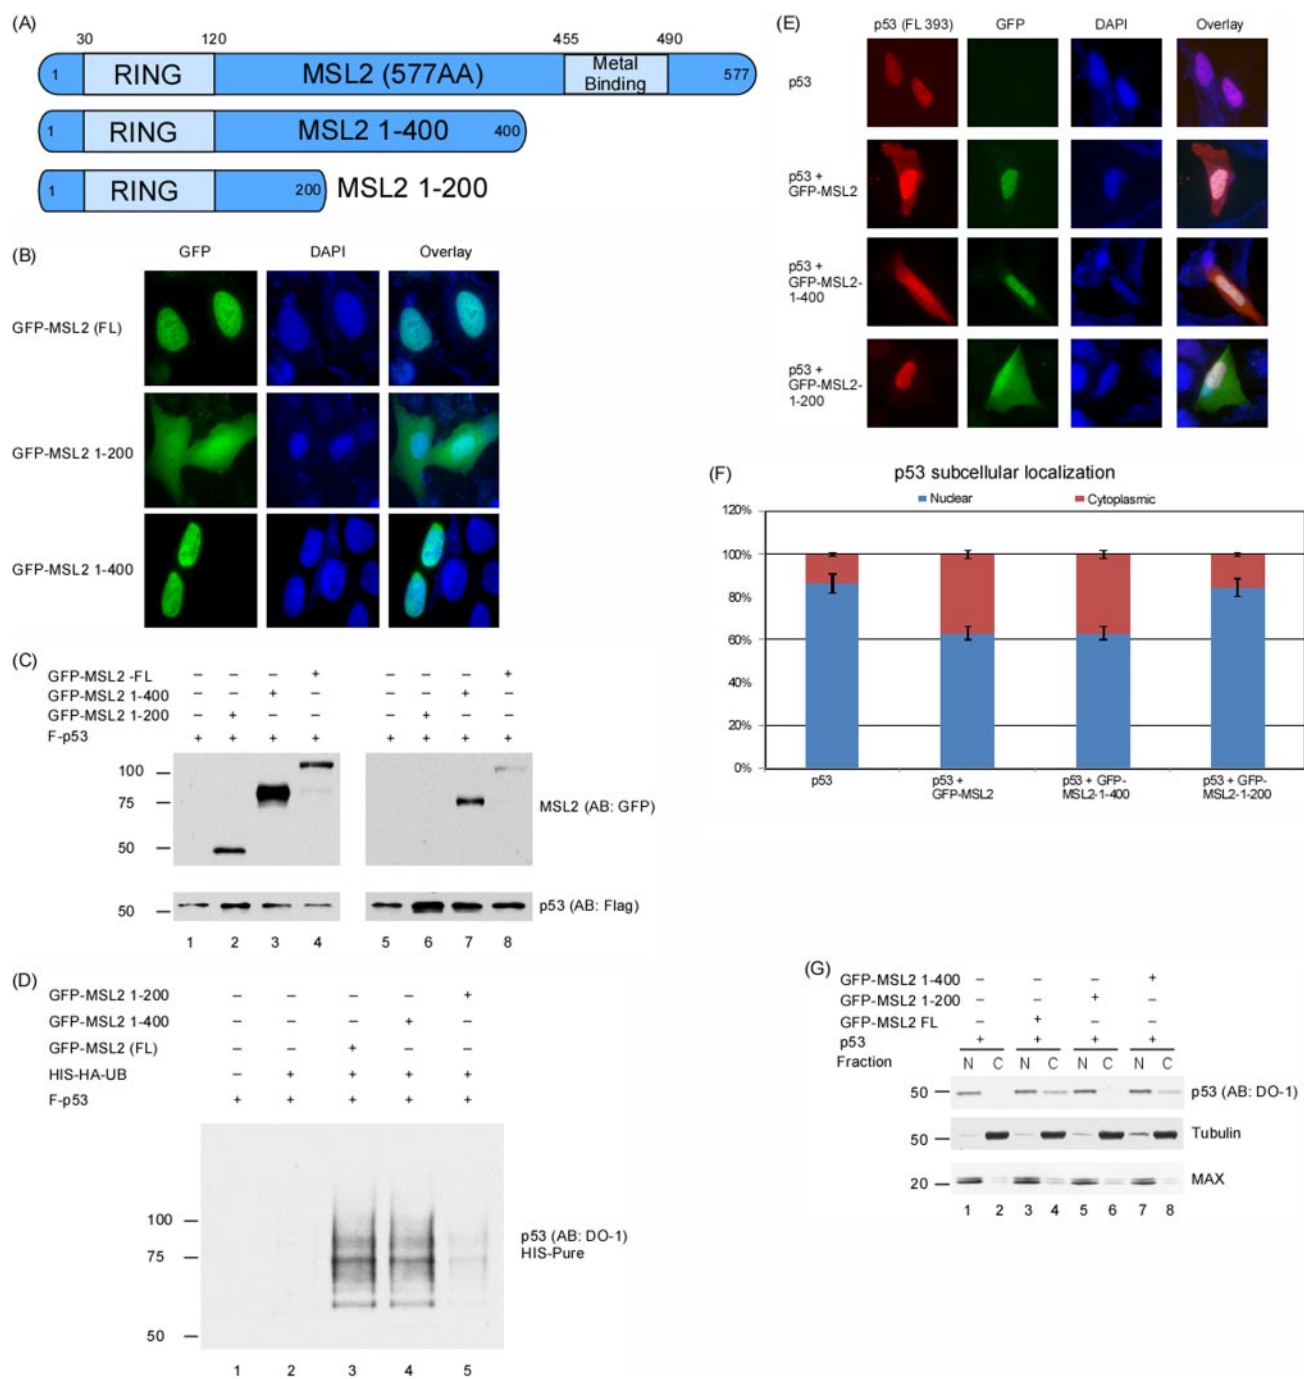 (A)
30 120 455 490
1 RING MSL2 (577AA) Metal Binding 577
1 RING MSL2 1-400 400
1 RING 200 MSL2 1-200
(B)
GFP DAPI Overlay
GFP-MSL2 (FL)
GFP-MSL2 1-200
GFP-MSL2 1-400
(C)
GFP-MSL2 -FL – – – + – – – +
GFP-MSL2 1-400 – – + – – – + –
GFP-MSL2 1-200 – + – – – + – –
F-p53 + + + + + + + +
100
75
50
MSL2 (AB: GFP)
50
p53 (AB: Flag)
1 2 3 4 5 6 7 8
(D)
GFP-MSL2 1-200 – – – – +
GFP-MSL2 1-400 – – – + –
GFP-MSL2 (FL) – – + – –
HIS-HA-UB – + + + +
F-p53 + + + + +
100
75
50
p53 (AB: DO-1)
HIS-Pure
1 2 3 4 5
(E)
p53 (FL 393) GFP DAPI Overlay
p53
p53 +
GFP-MSL2
p53 +
GFP-MSL2-
1-400
p53 +
GFP-MSL2-
1-200
(F)
p53 subcellular localization
Nuclear Cytoplasmic
120%
100%
80%
60%
40%
20%
0%
p53 p53 + GFP-MSL2 p53 + GFP-MSL2-1-400 p53 + GFP-MSL2-1-200
(G)
GFP-MSL2 1-400 – – – +
GFP-MSL2 1-200 – – + –
GFP-MSL2 FL – + – –
p53 + + + +
Fraction N C N C N C N C
50 p53 (AB: DO-1)
50 Tubulin
20 MAX
1 2 3 4 5 6 7 8